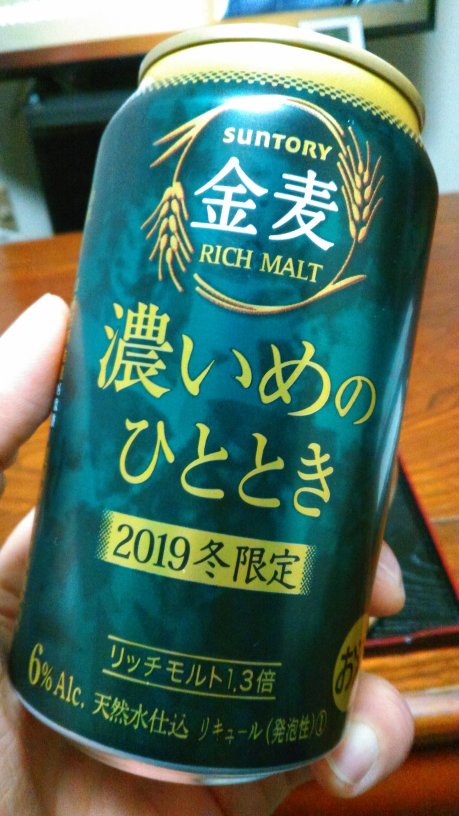 SUNTORY
金麦
RICH MALT
濃いめの
ひととき
2019冬限定
リッチモルト1.3倍
6%Alc. 天然水仕込 リキュール(発泡性)①
お